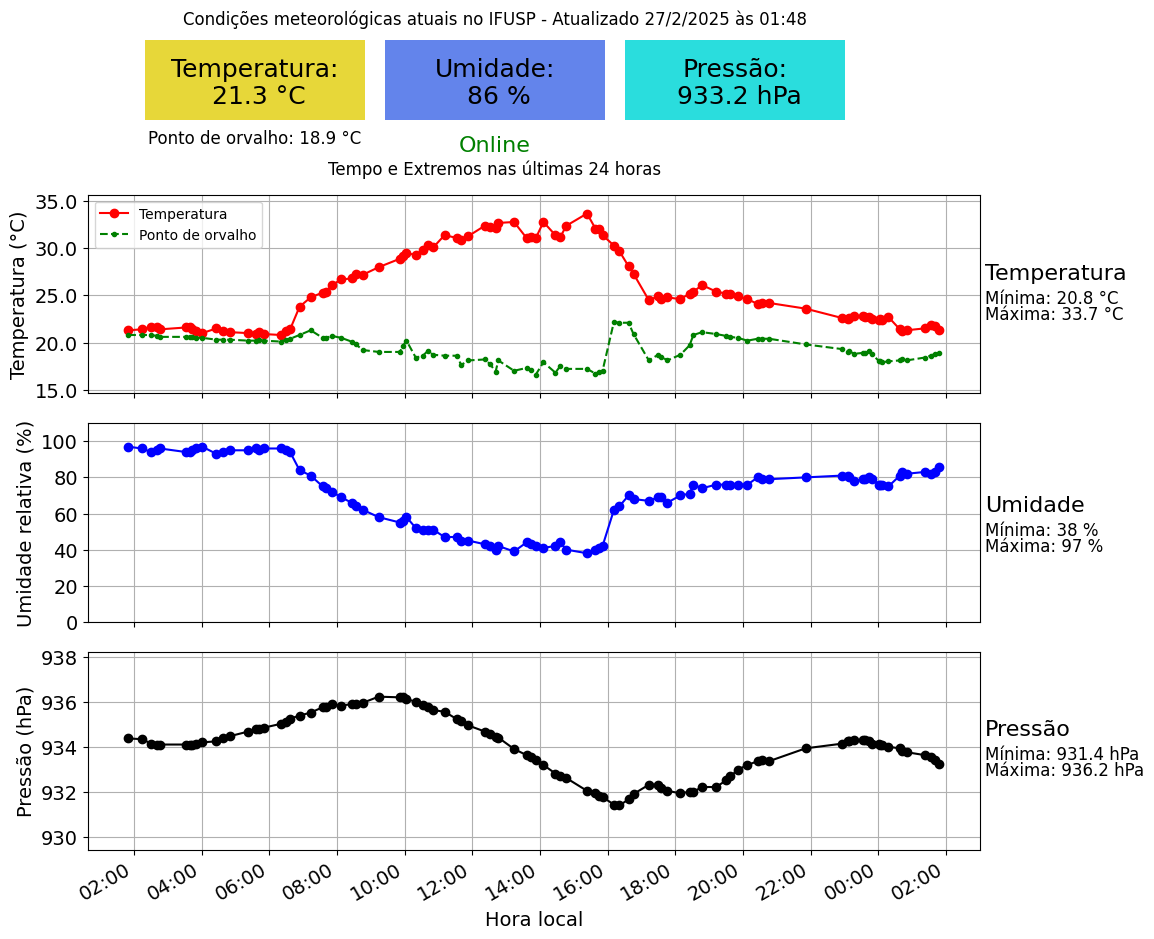 Condições meteorológicas atuais no IFUSP - Atualizado 27/2/2025 às 01:48
Temperatura:
21.3 °C
Umidade:
86 %
Pressão:
933.2 hPa
Ponto de orvalho: 18.9 °C
Online
Tempo e Extremos nas últimas 24 horas
Temperatura (°C)
35.0
30.0
25.0
20.0
15.0
Temperatura
Ponto de orvalho
Temperatura
Mínima: 20.8 °C
Máxima: 33.7 °C
Umidade relativa (%)
100
80
60
40
20
0
Umidade
Mínima: 38 %
Máxima: 97 %
Pressão (hPa)
938
936
934
932
930
Pressão
Mínima: 931.4 hPa
Máxima: 936.2 hPa
02:00 04:00 06:00 08:00 10:00 12:00 14:00 16:00 18:00 20:00 22:00 00:00 02:00
Hora local